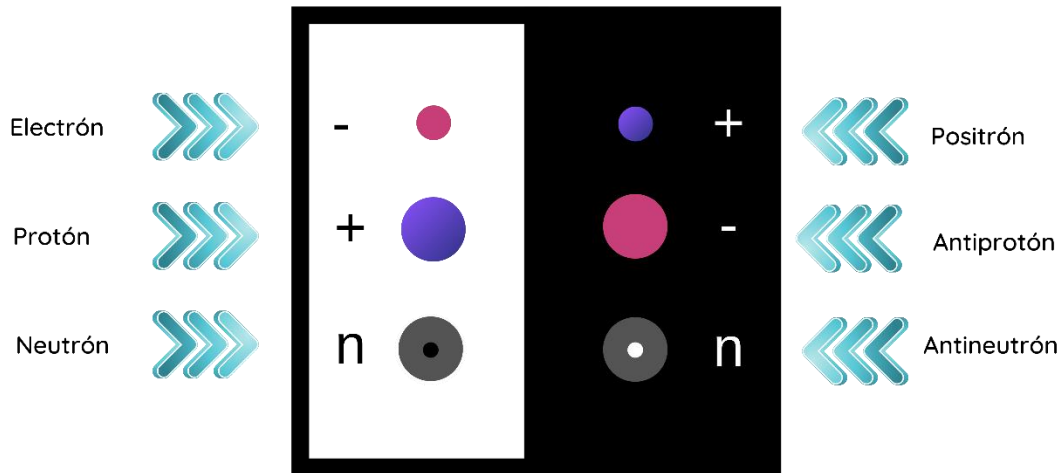 Electrón - + Positrón
Protón + - Antiprotón
Neutrón n n Antineutrón